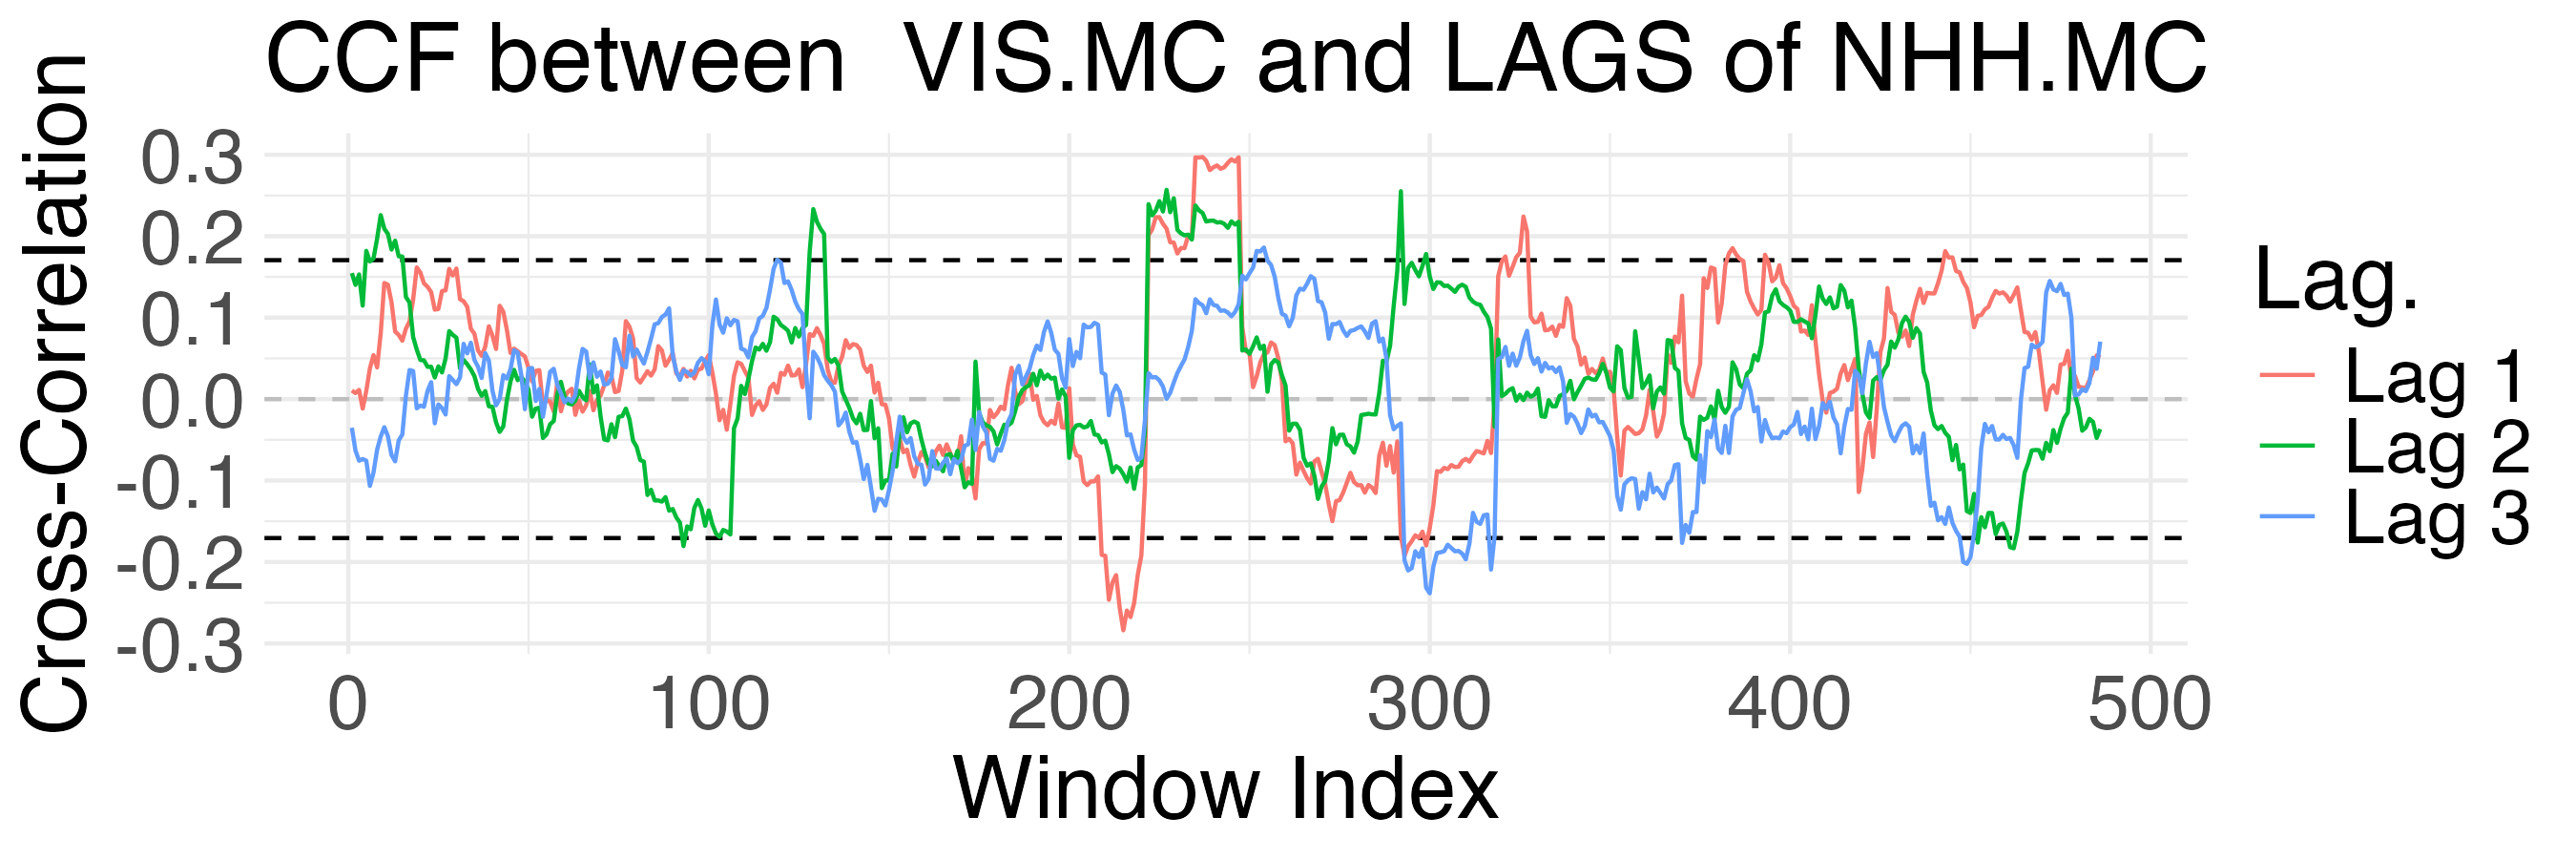 CCF between  VIS.MC and LAGS of NHH.MC
Cross-Correlation
0.3
0.2
0.1
0.0
-0.1
-0.2
-0.3
0 100 200 300 400 500
Window Index
Lag.
Lag 1
Lag 2
Lag 3